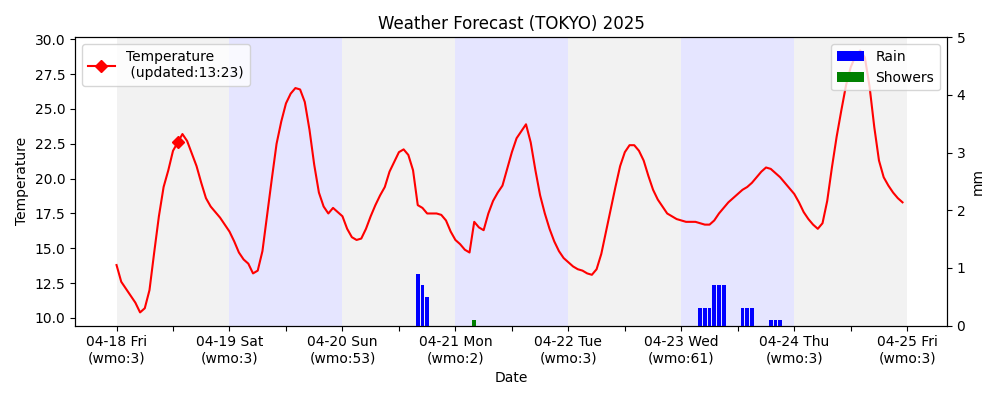 Weather Forecast (TOKYO) 2025
Temperature
(updated:13:23)
Rain
Showers
30.0
27.5
25.0
22.5
20.0
17.5
15.0
12.5
10.0
Temperature
5
4
3
2
1
0
mm
04-18 Fri
(wmo:3)
04-19 Sat
(wmo:3)
04-20 Sun
(wmo:53)
04-21 Mon
(wmo:2)
04-22 Tue
(wmo:3)
04-23 Wed
(wmo:61)
04-24 Thu
(wmo:3)
04-25 Fri
(wmo:3)
Date